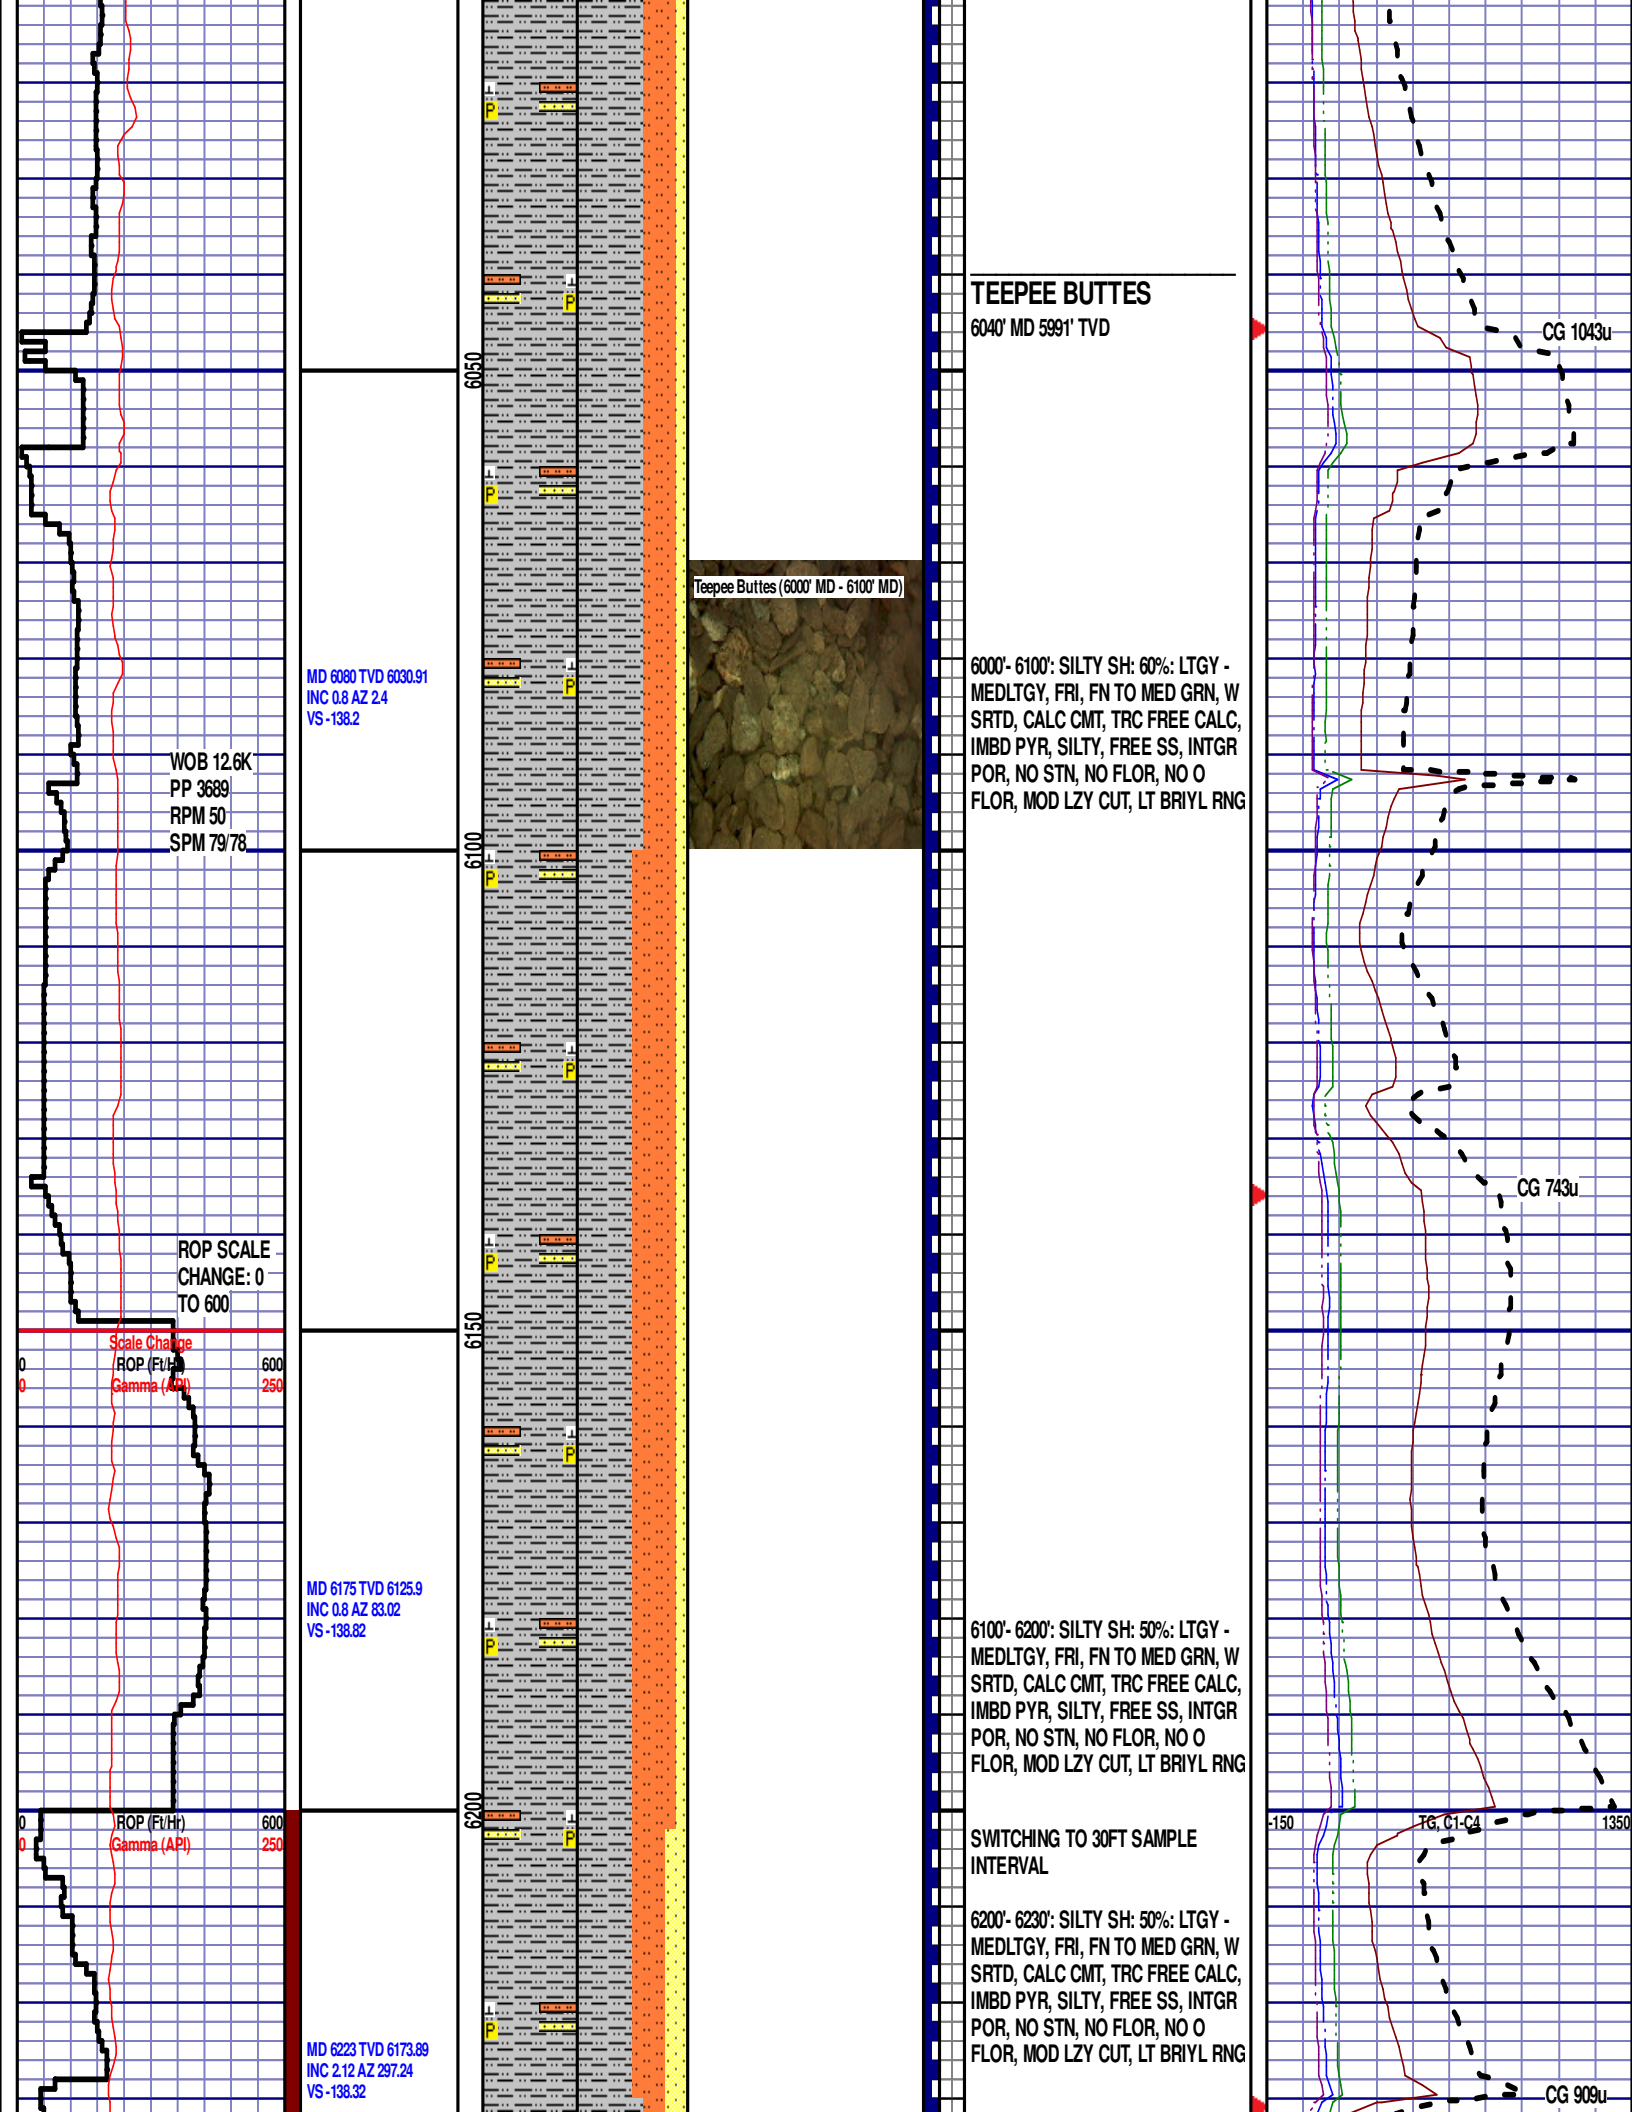 TEEPEE BUTTES
6040' MD 5991' TVD
CG 1043u
6050
Teepee Buttes (6000' MD - 6100' MD)
6000'- 6100': SILTY SH: 60%: LTGY -
MEDLTGY, FRI, FN TO MED GRN, W
SRTD, CALC CMT, TRC FREE CALC,
IMBD PYR, SILTY, FREE SS, INTGR
POR, NO STN, NO FLOR, NO O
FLOR, MOD LZY CUT, LT BRIYL RNG
MD 6080 TVD 6030.91
INC 0.8 AZ 2.4
VS -138.2
WOB 12.6K
PP 3689
RPM 50
SPM 79/78
6100
CG 743u
ROP SCALE
CHANGE: 0
TO 600
6150
Scale Change
0 ROP (Ft/Hr) 600
0 Gamma (API) 250
MD 6175 TVD 6125.9
INC 0.8 AZ 83.02
VS -138.82
6100'- 6200': SILTY SH: 50%: LTGY -
MEDLTGY, FRI, FN TO MED GRN, W
SRTD, CALC CMT, TRC FREE CALC,
IMBD PYR, SILTY, FREE SS, INTGR
POR, NO STN, NO FLOR, NO O
FLOR, MOD LZY CUT, LT BRIYL RNG
6200
0 ROP (Ft/Hr) 600
0 Gamma (API) 250
-150 TG, C1-C4 1350
SWITCHING TO 30FT SAMPLE
INTERVAL
6200'- 6230': SILTY SH: 50%: LTGY -
MEDLTGY, FRI, FN TO MED GRN, W
SRTD, CALC CMT, TRC FREE CALC,
IMBD PYR, SILTY, FREE SS, INTGR
POR, NO STN, NO FLOR, NO O
FLOR, MOD LZY CUT, LT BRIYL RNG
MD 6223 TVD 6173.89
INC 2.12 AZ 297.24
VS -138.32
CG 909u
P
P
P
P
P
P
P
P
P
P
P